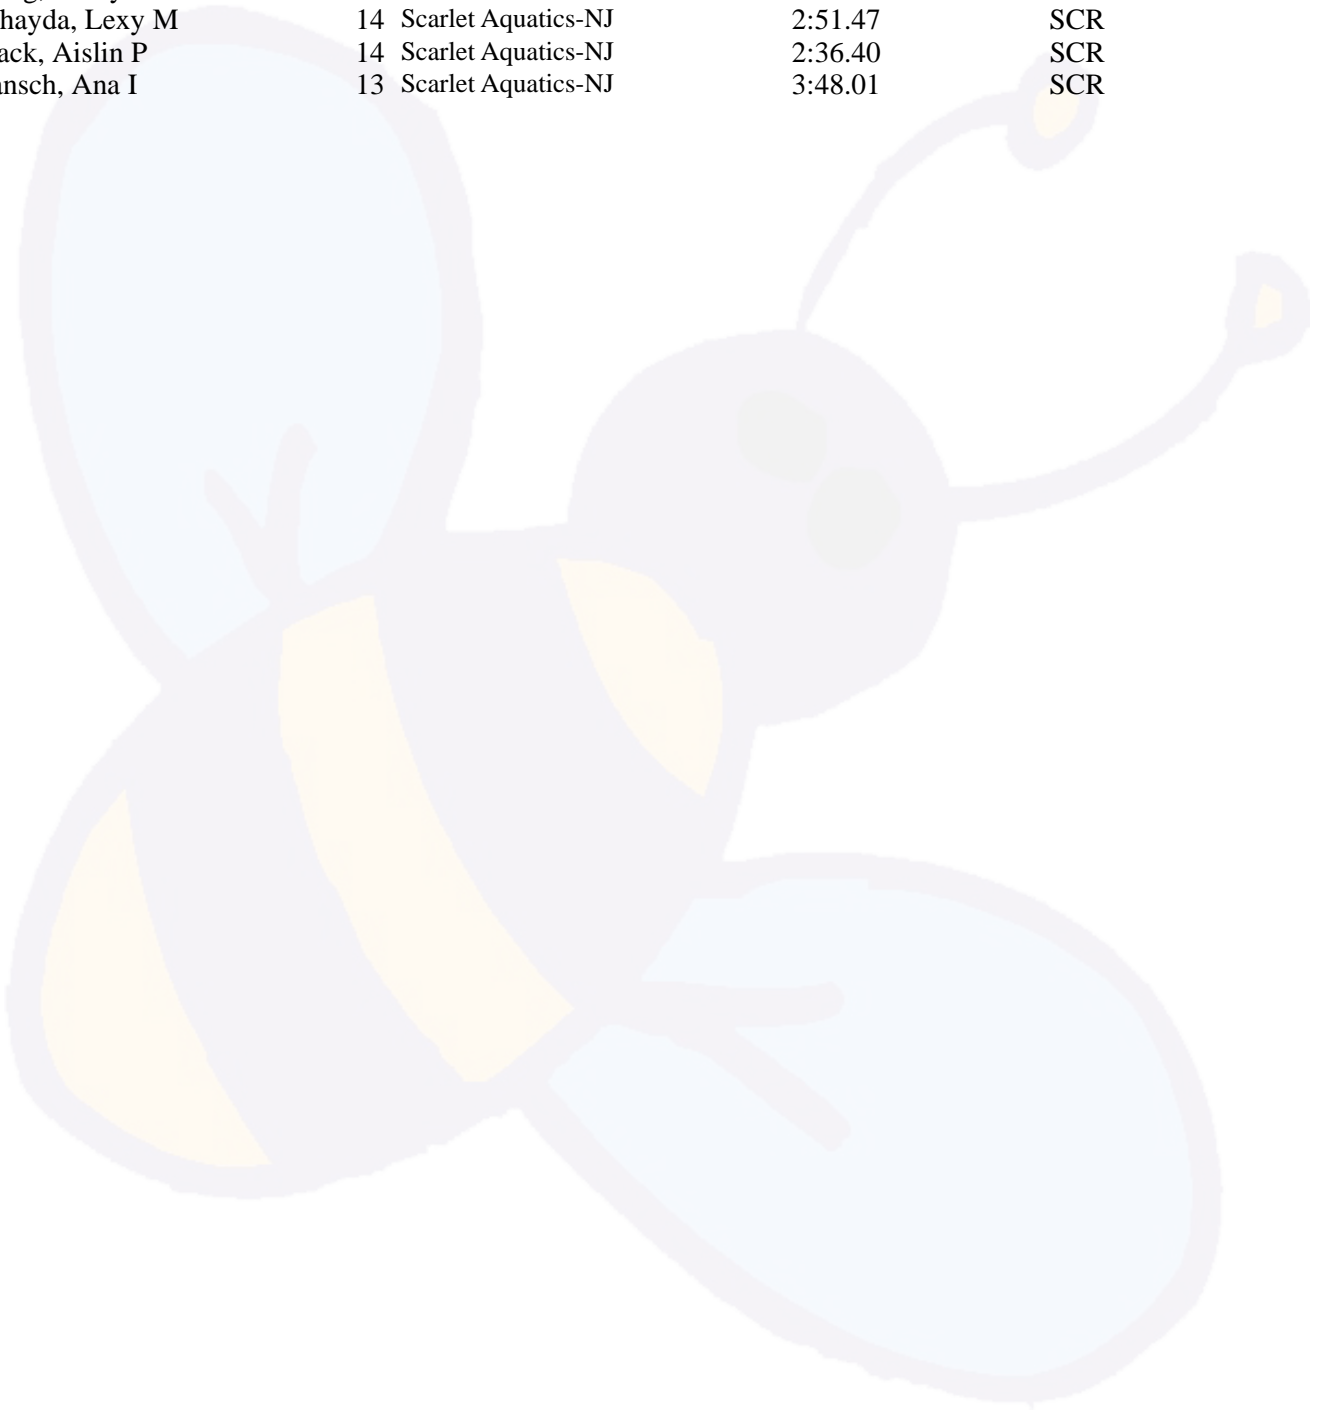 hayda, Lexy M 14 Scarlet Aquatics-NJ 2:51.47 SCR
ack, Aislin P 14 Scarlet Aquatics-NJ 2:36.40 SCR
nsch, Ana I 13 Scarlet Aquatics-NJ 3:48.01 SCR